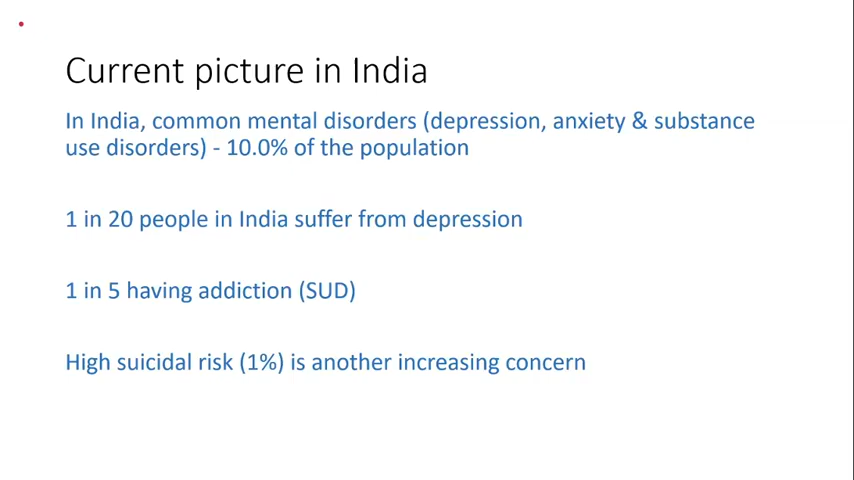 Current picture in India
In India, common mental disorders (depression, anxiety & substance
use disorders) - 10.0% of the population
1 in 20 people in India suffer from depression
1 in 5 having addiction (SUD)
High suicidal risk (1%) is another increasing concern